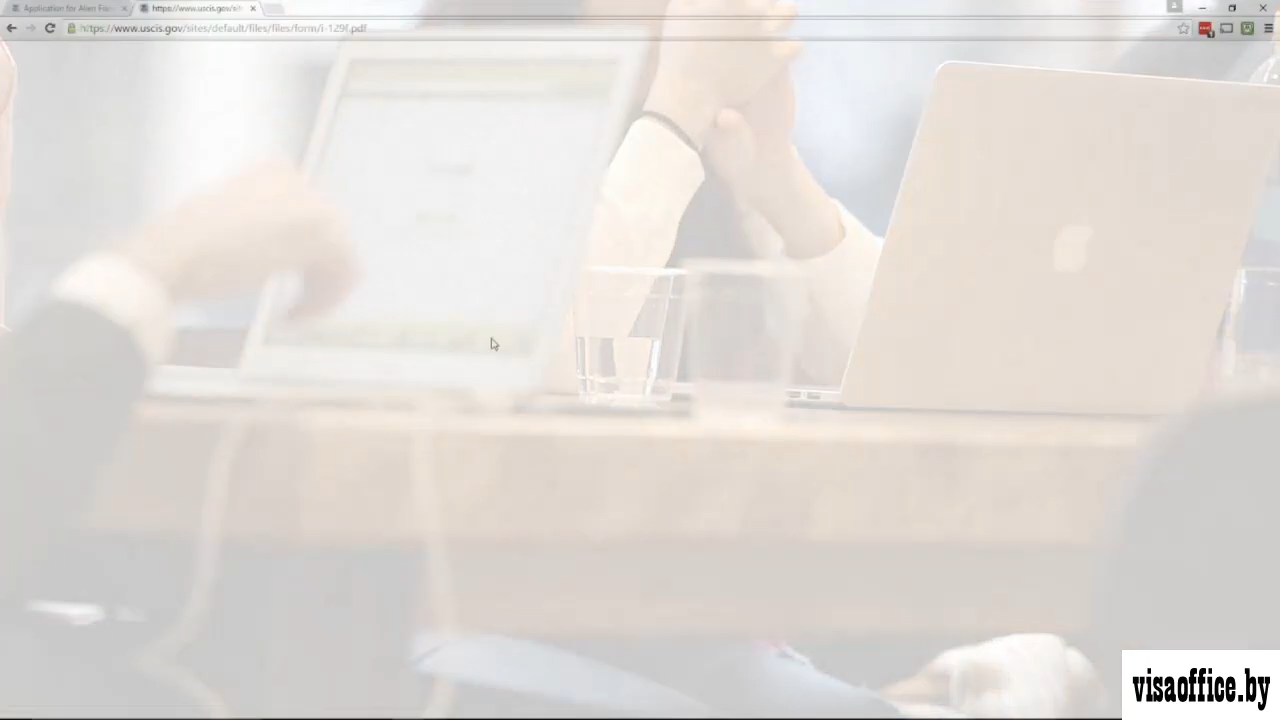 Application for Alien Fian
https://www.uscis.gov/sit
https://www.uscis.gov/sites/default/files/files/form/i-129f.pdf
visaoffice.by